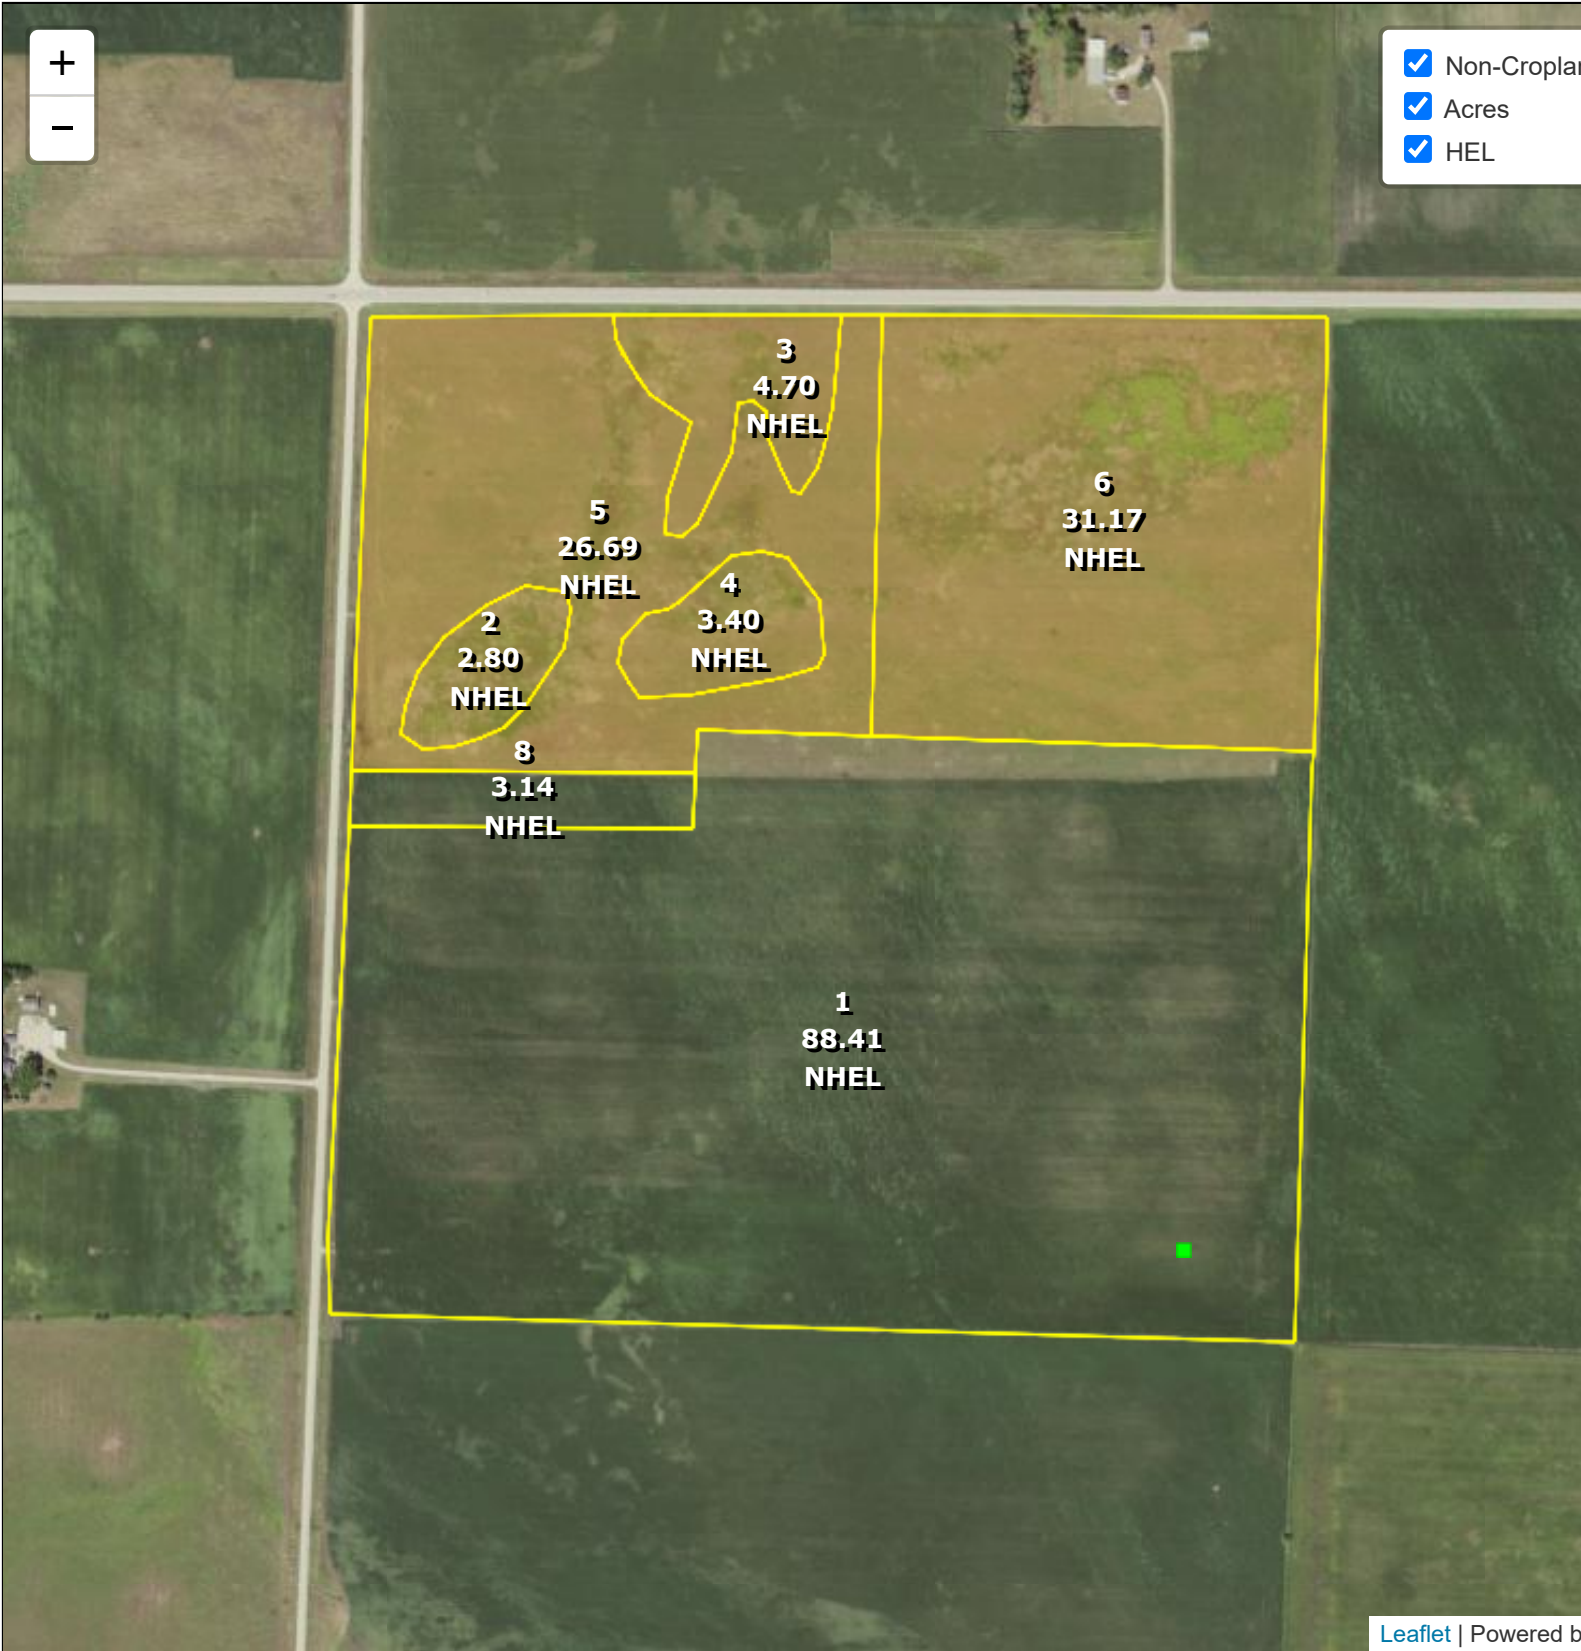 +
−
Non-Croplan
Acres
HEL
3
4.70
NHEL
6
31.17
NHEL
5
26.69
NHEL
4
3.40
NHEL
2
2.80
NHEL
8
3.14
NHEL
1
88.41
NHEL
Leaflet | Powered b